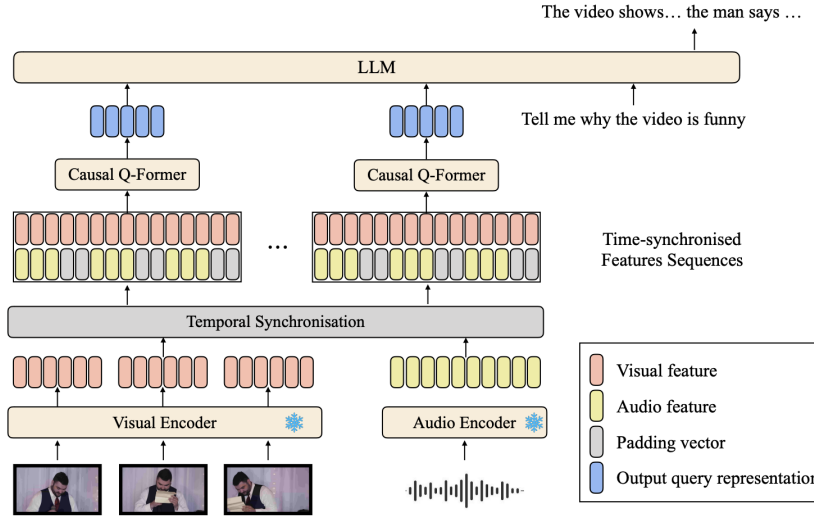 The video shows… the man says …
LLM
Tell me why the video is funny
Causal Q-Former
Causal Q-Former
...
Time-synchronised
Features Sequences
Temporal Synchronisation
Visual feature
Audio feature
Padding vector
Output query representation
Visual Encoder
Audio Encoder